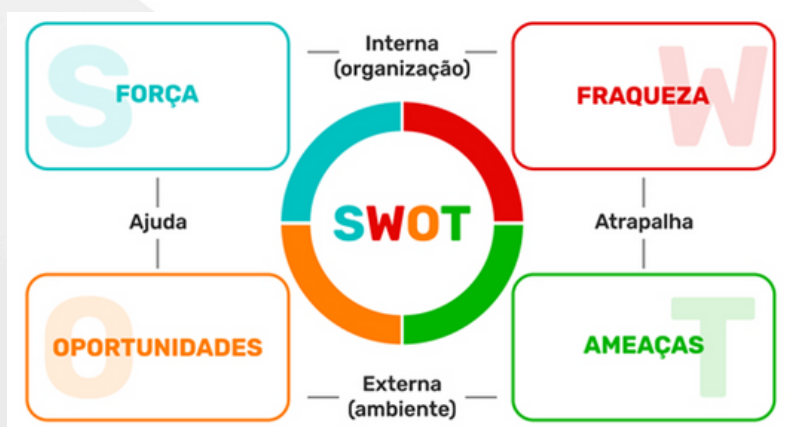 S
FORÇA
Interna
(organização)
W
FRAQUEZA
Ajuda
SWOT
Atrapalha
O
OPORTUNIDADES
Externa
(ambiente)
T
AMEAÇAS